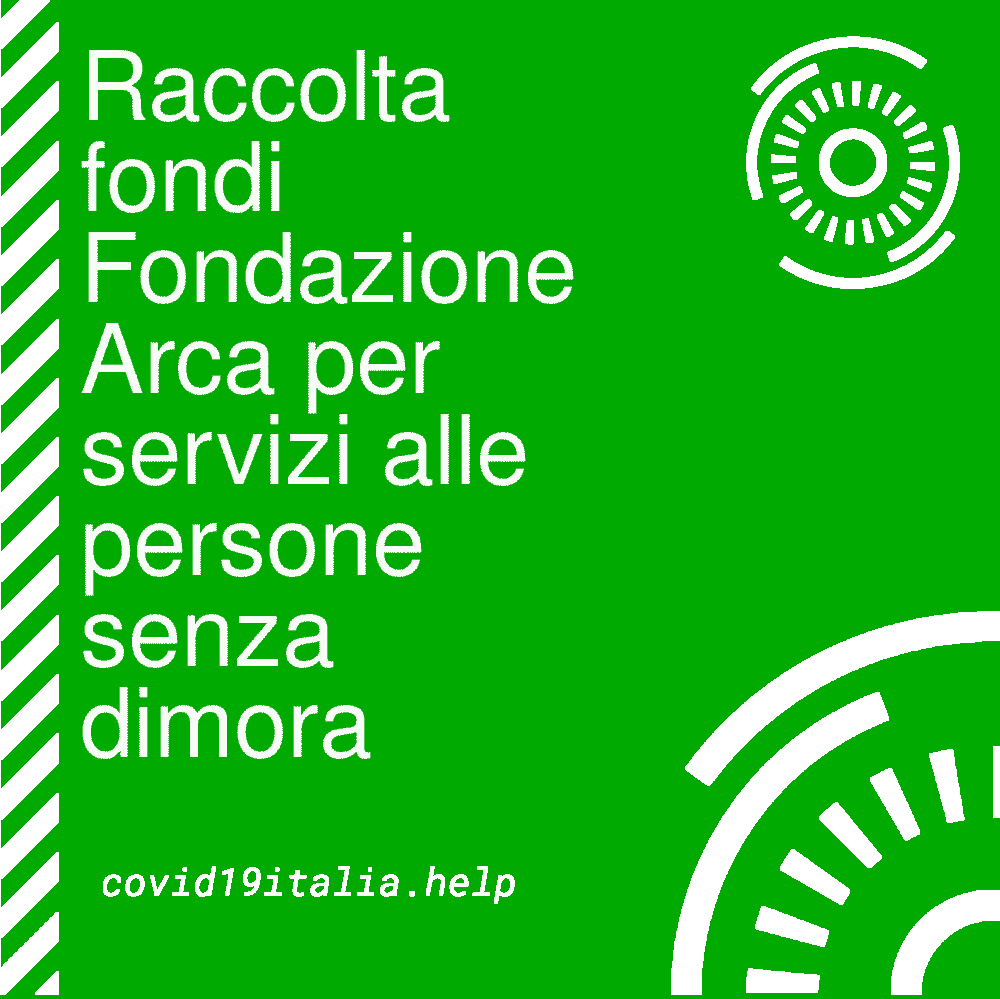 Raccolta
fondi
Fondazione
Arca per
servizi alle
persone
senza
dimora
covid19italia.help